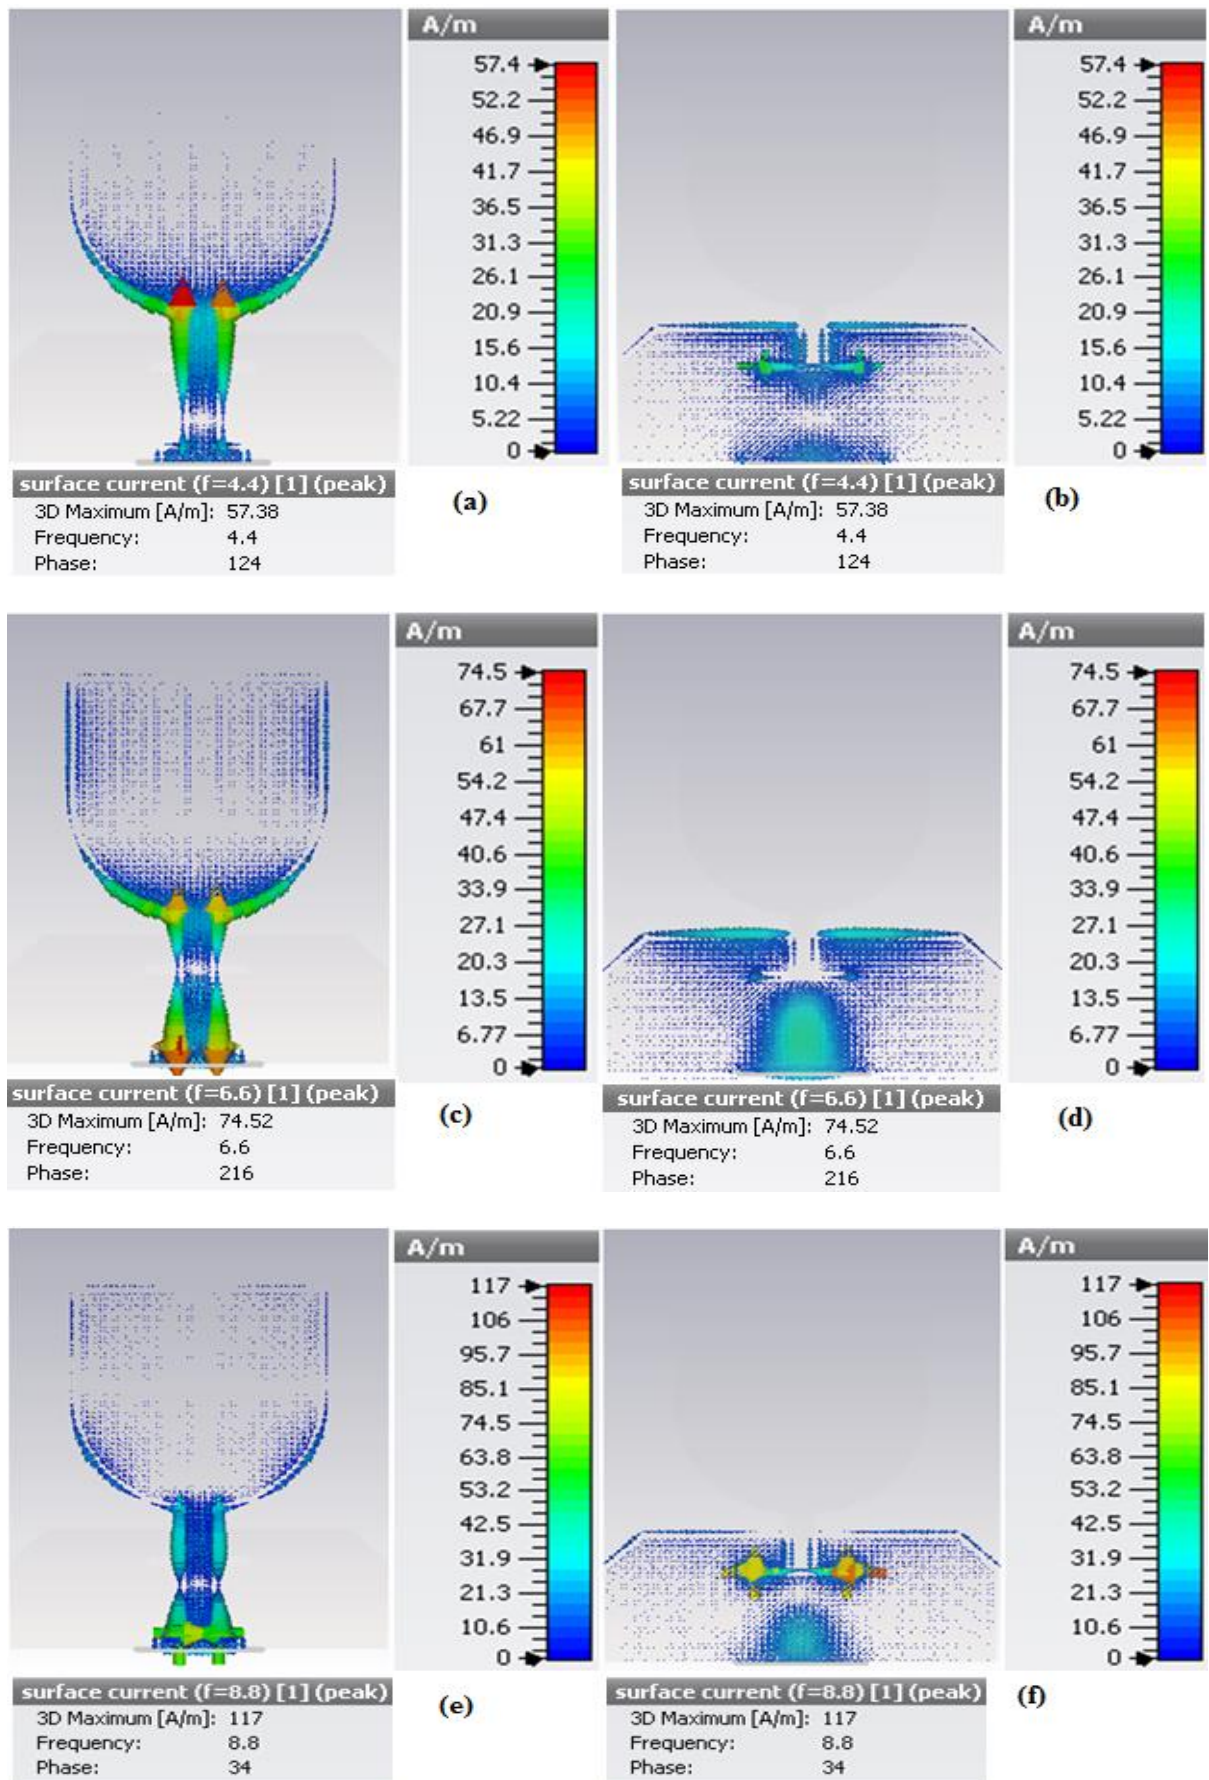 A/m
57.4
52.2
46.9
41.7
36.5
31.3
26.1
20.9
15.6
10.4
5.22
0
surface current (f=4.4) [1] (peak)
3D Maximum [A/m]: 57.38
Frequency: 4.4
Phase: 124
(a)
A/m
57.4
52.2
46.9
41.7
36.5
31.3
26.1
20.9
15.6
10.4
5.22
0
surface current (f=4.4) [1] (peak)
3D Maximum [A/m]: 57.38
Frequency: 4.4
Phase: 124
(b)
A/m
74.5
67.7
61
54.2
47.4
40.6
33.9
27.1
20.3
13.5
6.77
0
surface current (f=6.6) [1] (peak)
3D Maximum [A/m]: 74.52
Frequency: 6.6
Phase: 216
(c)
A/m
74.5
67.7
61
54.2
47.4
40.6
33.9
27.1
20.3
13.5
6.77
0
surface current (f=6.6) [1] (peak)
3D Maximum [A/m]: 74.52
Frequency: 6.6
Phase: 216
(d)
A/m
117
106
95.7
85.1
74.5
63.8
53.2
42.5
31.9
21.3
10.6
0
surface current (f=8.8) [1] (peak)
3D Maximum [A/m]: 117
Frequency: 8.8
Phase: 34
(e)
A/m
117
106
95.7
85.1
74.5
63.8
53.2
42.5
31.9
21.3
10.6
0
surface current (f=8.8) [1] (peak)
3D Maximum [A/m]: 117
Frequency: 8.8
Phase: 34
(f)